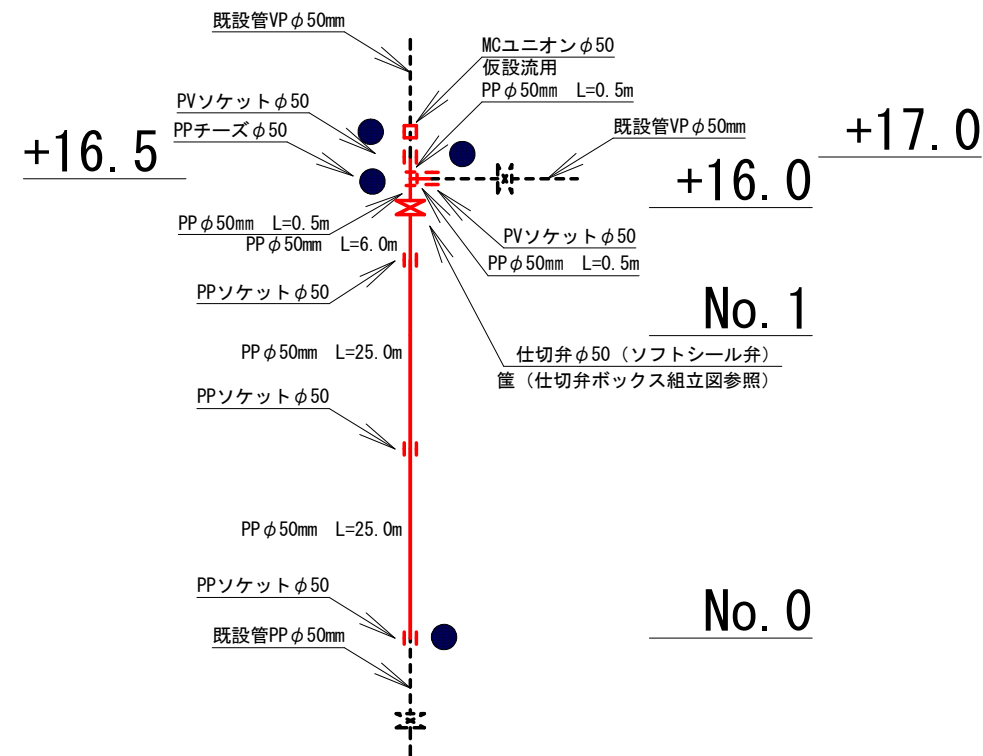 既設管VPφ50mm
MCユニオンφ50
仮設流用
PPφ50mm L=0.5m
PVソケットφ50
PPチーズφ50
既設管VPφ50mm
+17.0
+16.5
+16.0
PPφ50mm L=0.5m
PPφ50mm L=6.0m
PVソケットφ50
PPφ50mm L=0.5m
PPソケットφ50
No. 1
PPφ50mm L=25.0m
仕切弁φ50（ソフトシール弁）
筐（仕切弁ボックス組立図参照）
PPソケットφ50
PPφ50mm L=25.0m
PPソケットφ50
No. 0
既設管PPφ50mm